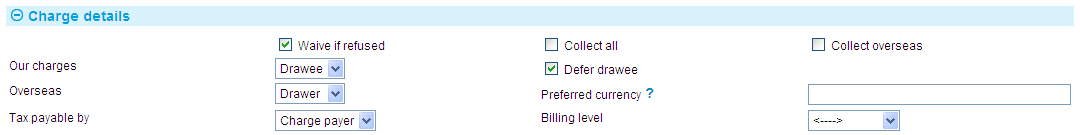 Charge details
Waive if refused Collect all Collect overseas
Our charges Drawee Defer drawee
Overseas Drawer Preferred currency ?
Tax payable by Charge payer Billing level <---->